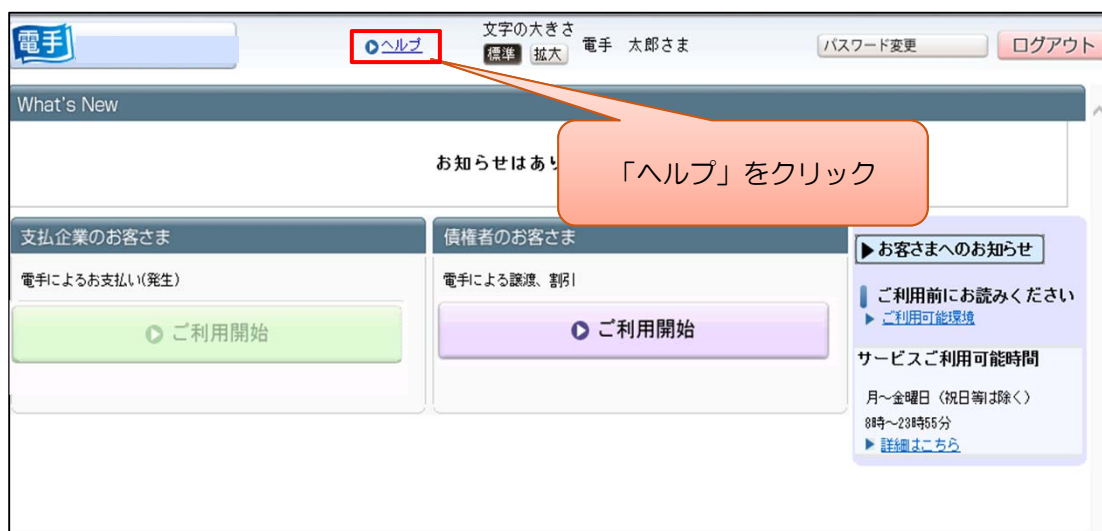 電手
ヘルプ
文字の大きさ
標準 拡大
電手 太郎さま
パスワード変更
ログアウト
What's New
お知らせはあり
「ヘルプ」をクリック
支払企業のお客さま
電手によるお支払い(発生)
ご利用開始
債権者のお客さま
電手による譲渡、割引
ご利用開始
▶お客さまへのお知らせ
ご利用前にお読みください
▶ ご利用可能環境
サービスご利用可能時間
月～金曜日（祝日等は除く）
8時～23時55分
▶ 詳細はこちら